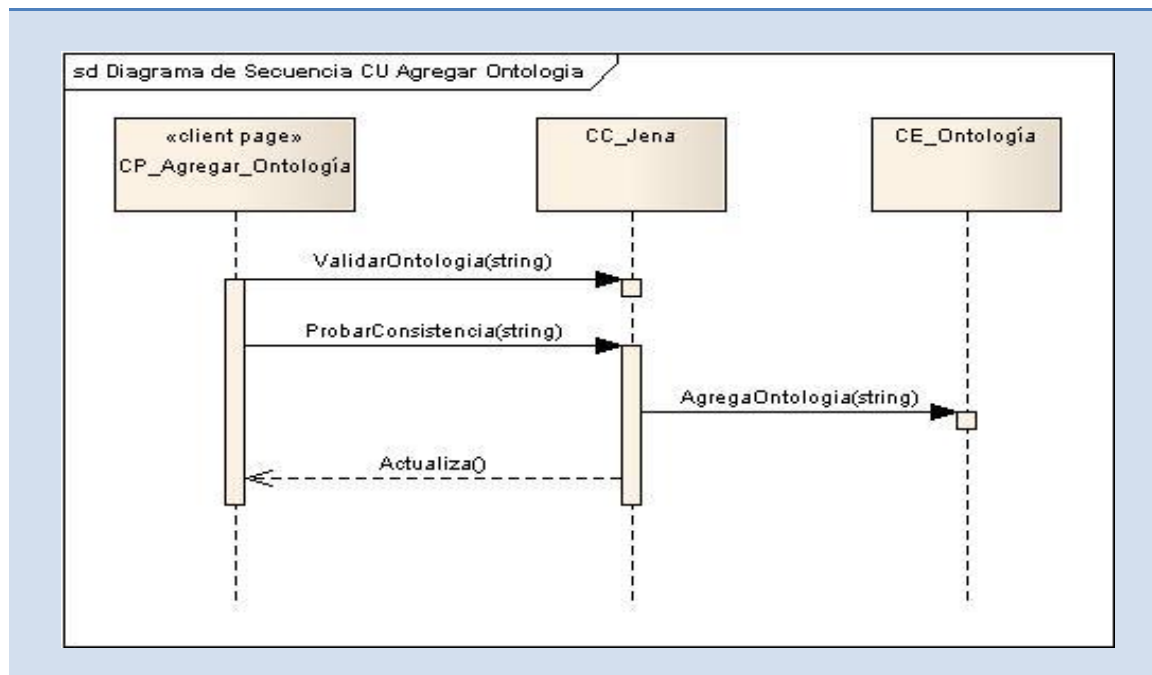 sd Diagrama de Secuencia CU Agregar Ontologia
«client page»
CP_Agregar_Ontología
CC_Jena
CE_Ontología
ValidarOntologia(string)
ProbarConsistencia(string)
AgregaOntologia(string)
Actualiza()